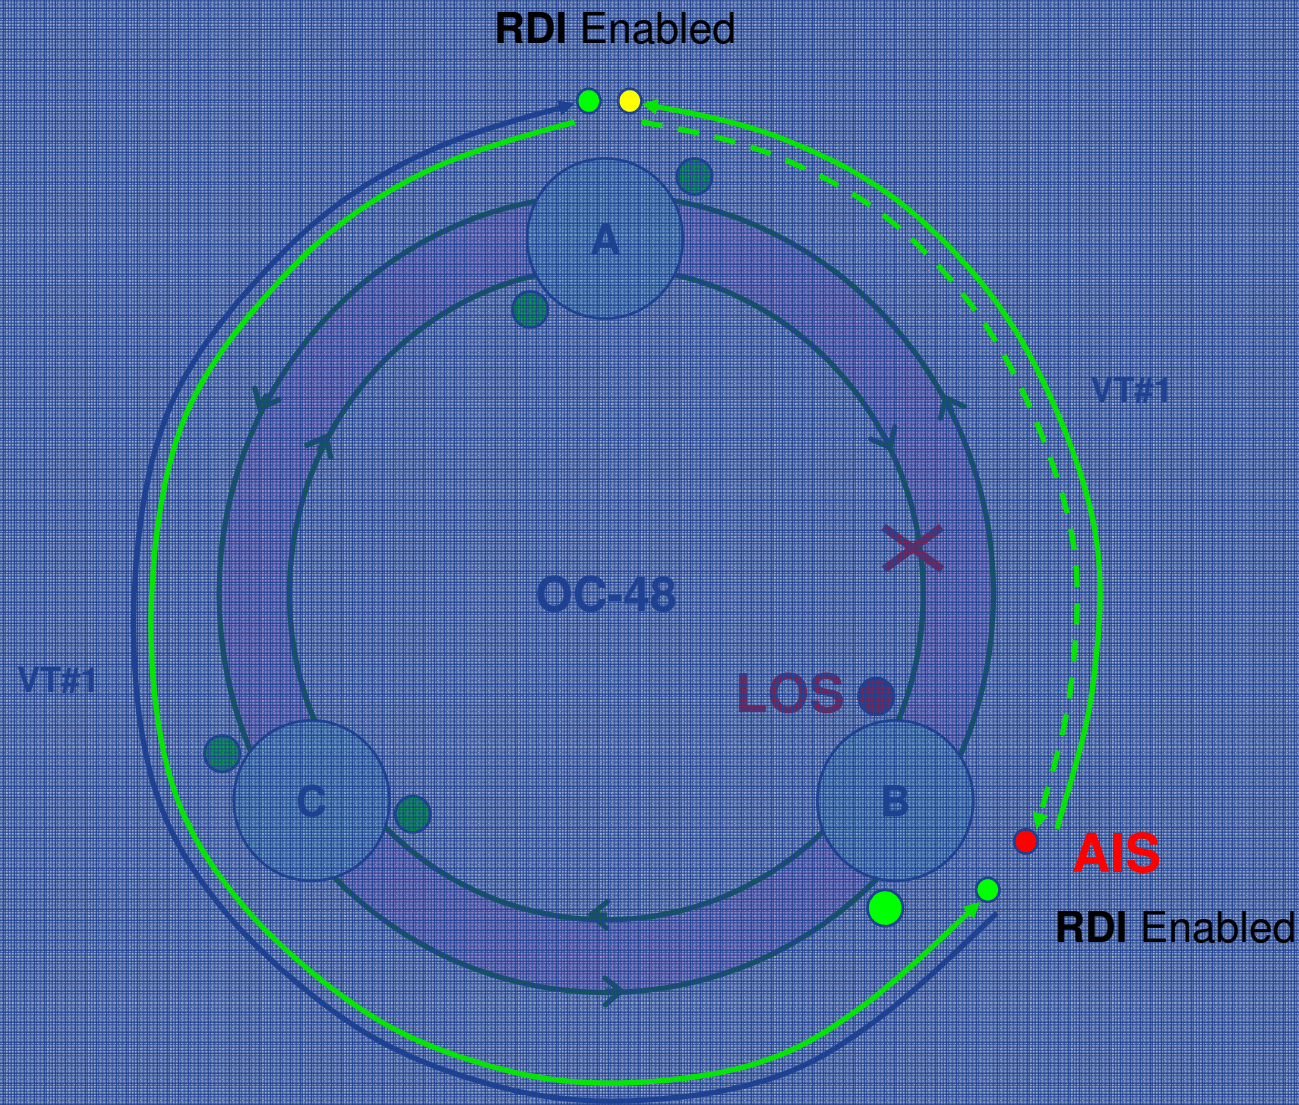 RDI Enabled
A
VT#1
OC-48
VT#1
LOS
C
B
AIS
RDI Enabled